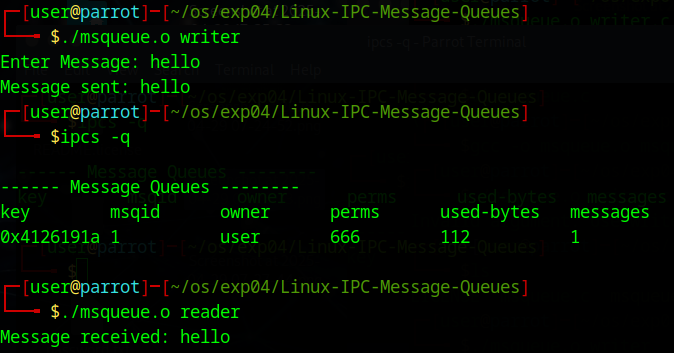 ┌─[user@parrot]─[~/os/exp04/Linux-IPC-Message-Queues]
└──╼ $./msqueue.o writer
Enter Message: hello
Message sent: hello
┌─[user@parrot]─[~/os/exp04/Linux-IPC-Message-Queues]
└──╼ $ipcs -q
------ Message Queues --------
key        msqid      owner      perms      used-bytes   messages
0x4126191a 1          user       666        112          1
┌─[user@parrot]─[~/os/exp04/Linux-IPC-Message-Queues]
└──╼ $./msqueue.o reader
Message received: hello